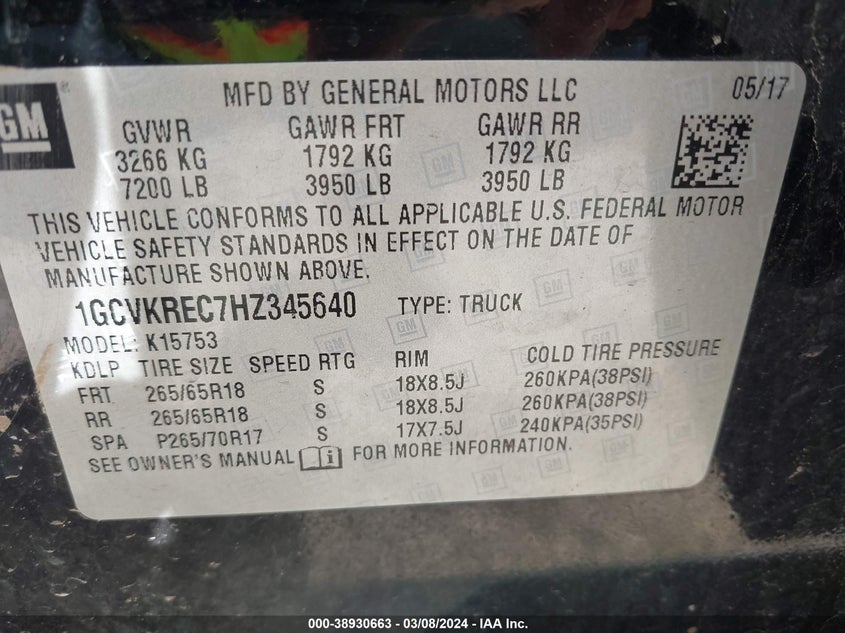 GM ®
MFD BY GENERAL MOTORS LLC 05/17
GVWR GAWR FRT GAWR RR
3266 KG 1792 KG 1792 KG
7200 LB 3950 LB 3950 LB
THIS VEHICLE CONFORMS TO ALL APPLICABLE U.S. FEDERAL MOTOR
VEHICLE SAFETY STANDARDS IN EFFECT ON THE DATE OF
MANUFACTURE SHOWN ABOVE.
1GCVKREC7HZ345640 TYPE: TRUCK
MODEL: K15753
KDLP TIRE SIZE SPEED RTG RIM COLD TIRE PRESSURE
FRT 265/65R18 S 18X8.5J 260KPA(38PSI)
RR 265/65R18 S 18X8.5J 260KPA(38PSI)
SPA P265/70R17 S 17X7.5J 240KPA(35PSI)
SEE OWNER'S MANUAL i FOR MORE INFORMATION.
000-38930663 - 03/08/2024 - IAA Inc.